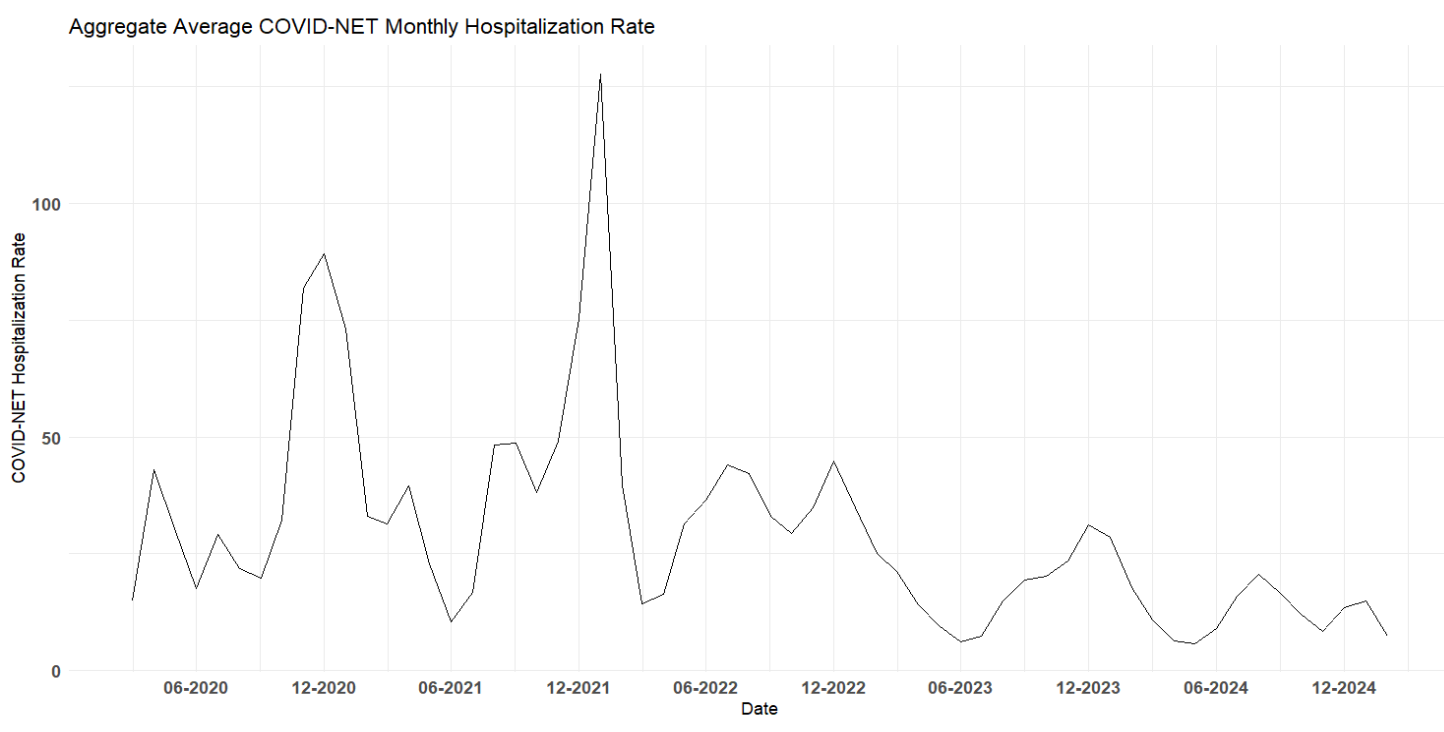 Aggregate Average COVID-NET Monthly Hospitalization Rate
COVID-NET Hospitalization Rate
100
50
0
06-2020 12-2020 06-2021 12-2021 06-2022 12-2022 06-2023 12-2023 06-2024 12-2024
Date